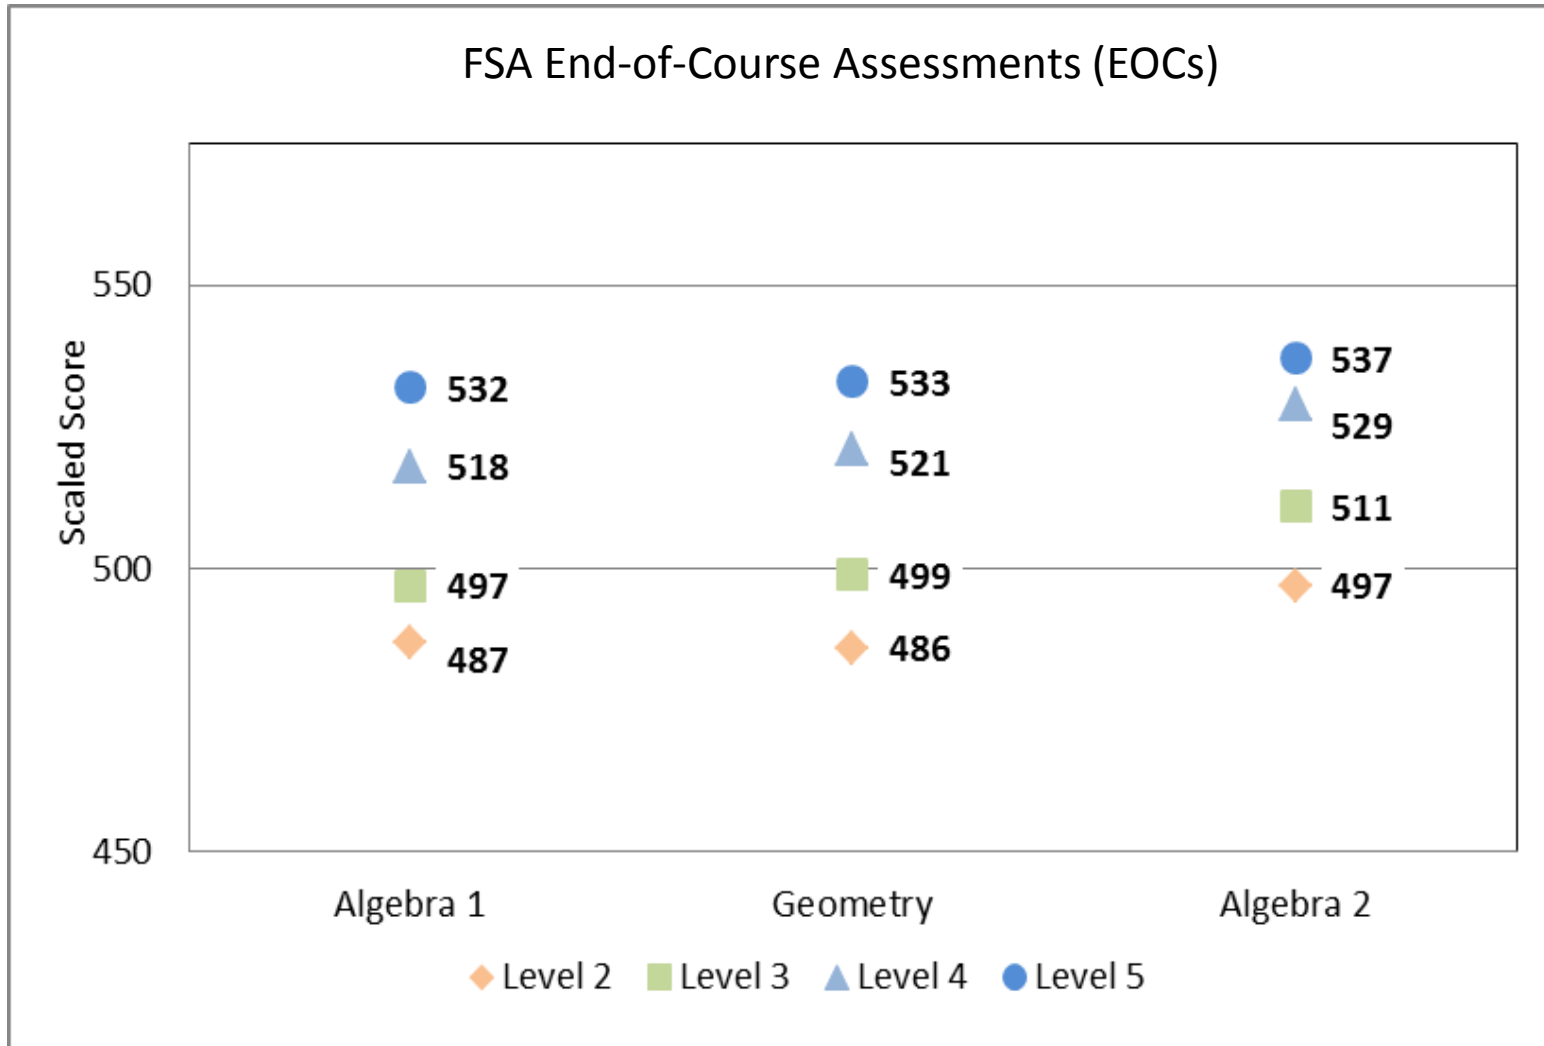 FSA End-of-Course Assessments (EOCs)
Scaled Score
550
500
450
532
518
497
487
533
521
499
486
537
529
511
497
Algebra 1
Geometry
Algebra 2
Level 2
Level 3
Level 4
Level 5